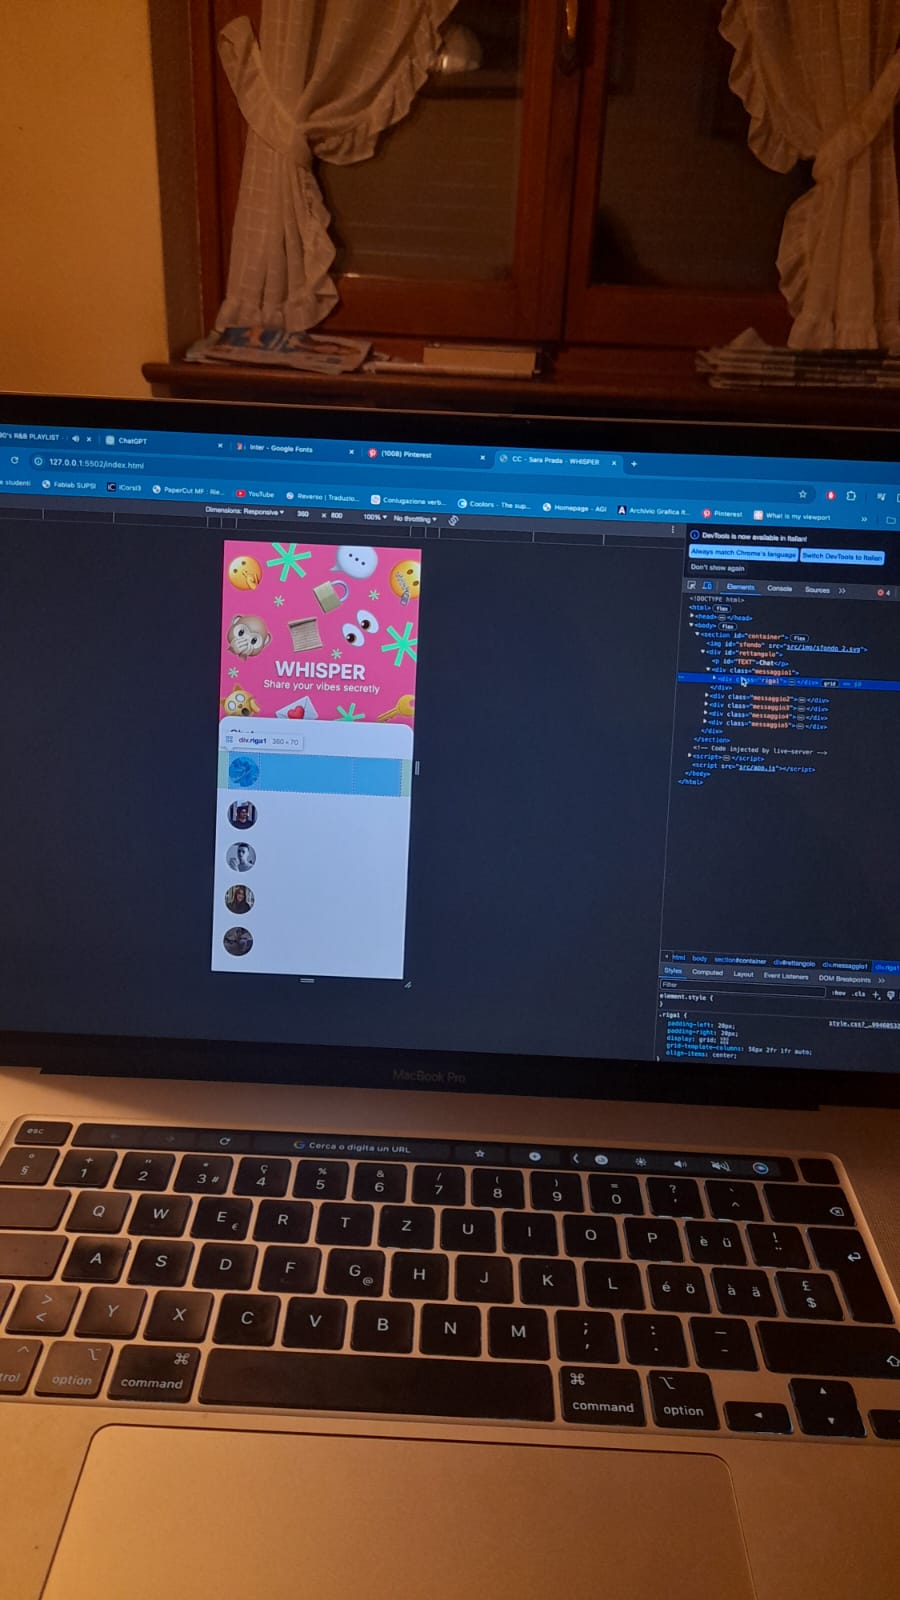 90's R&B PLAYLIST
ChatGPT
Inter - Google Fonts
(1008) Pinterest
CC - Sara Prada - WHISPER
127.0.0.1:5502/index.html
studenti
Fablab SUPSI
iCorsi3
PaperCut MF : Rie...
YouTube
Reverso | Traduzio...
Coniugazione verb...
Coolors - The sup...
Homepage - AGI
Archivio Grafica it...
Pinterest
What is my viewport
Dimensions: Responsive
360 × 800
100%
No throttling
DevTools is now available in Italian!
Always match Chrome's language
Switch DevTools to Italian
Don't show again
Elements
Console
Sources
4
<!DOCTYPE html>
<html> flex
<head> </head>
<body> flex
<section id="container"> flex
<img id="sfondo" src="src/img/sfondo_2.svg">
<div id="rettangolo">
<p id="TEXT">Chat</p>
<div class="messaggio1">
<div class="riga1"> </div> grid == $0
</div>
<div class="messaggio2"> </div>
<div class="messaggio3"> </div>
<div class="messaggio4"> </div>
<div class="messaggio5"> </div>
</div>
</section>
<!-- Code injected by live-server -->
<script> </script>
<script src="src/app.js"></script>
</body>
</html>
WHISPER
Share your vibes secretly
div.riga1 360 × 70
html body section#container div#rettangolo div.messaggio1 div.riga1
Styles
Computed
Layout
Event Listeners
DOM Breakpoints
Filter
:hov .cls
element.style {
}
.riga1 {
padding-left: 20px;
padding-right: 20px;
display: grid;
grid-template-columns: 56px 2fr 1fr auto;
align-items: center;
}
MacBook Pro
esc
Cerca o digita un URL
§ 1 2 3 # 4 5 6 7 8 9 0
Q W E € R T Z U I O P è ü
A S D F G @ H J K L é ö à ä £ $
> < Y X C V B N M ; , : . _ -
option
command
command
option